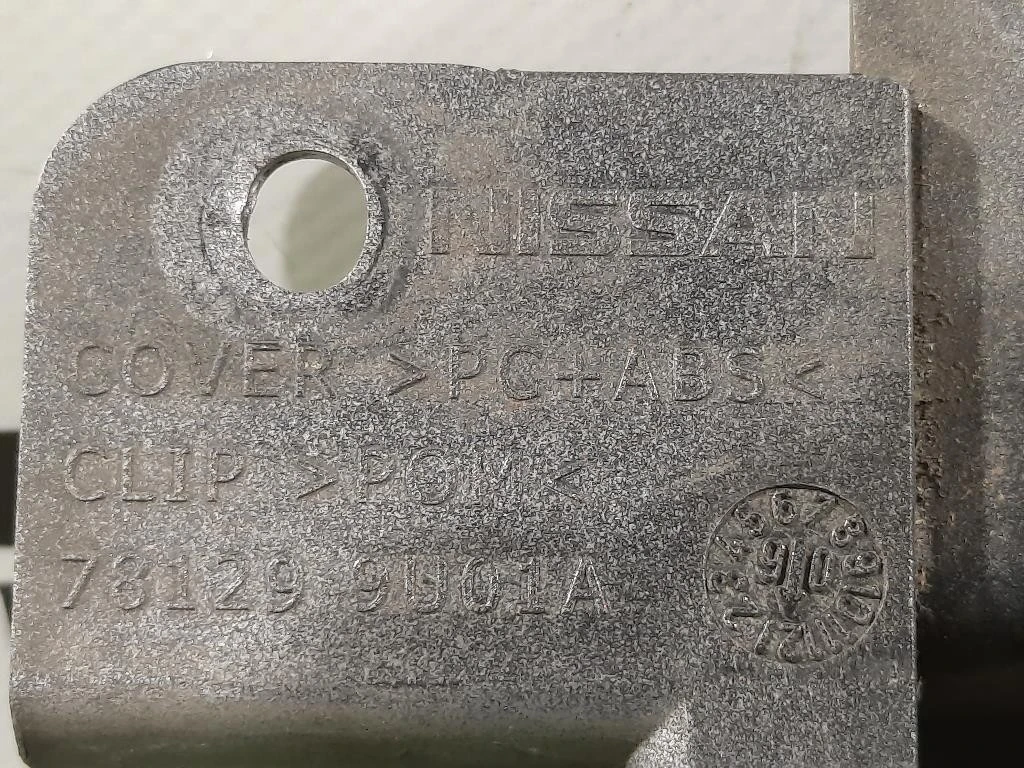 NISSAN
COVER >PC+ABS<
CLIP >POM<
78129 9U01A